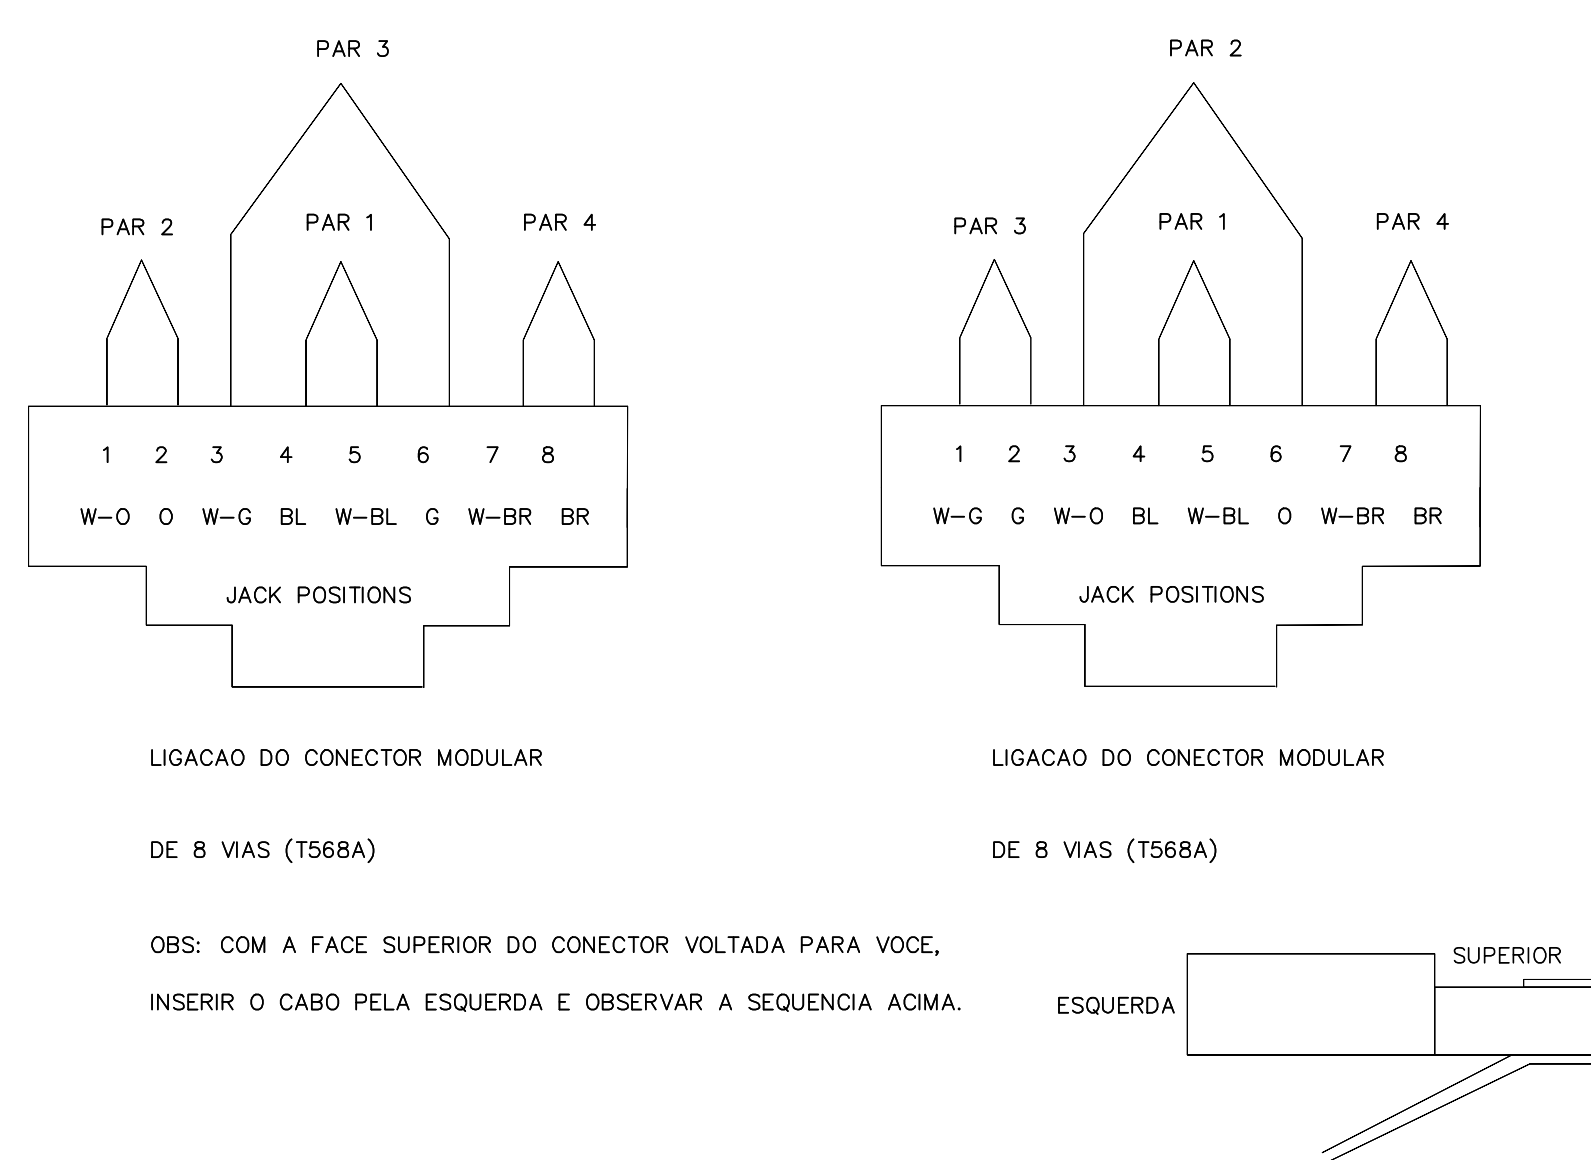 PAR 3
PAR 2 PAR 1 PAR 4
1 2 3 4 5 6 7 8
W-O O W-G BL W-BL G W-BR BR
JACK POSITIONS
LIGACAO DO CONECTOR MODULAR
DE 8 VIAS (T568A)
PAR 2
PAR 3 PAR 1 PAR 4
1 2 3 4 5 6 7 8
W-G G W-O BL W-BL O W-BR BR
JACK POSITIONS
LIGACAO DO CONECTOR MODULAR
DE 8 VIAS (T568A)
OBS: COM A FACE SUPERIOR DO CONECTOR VOLTADA PARA VOCE,
INSERIR O CABO PELA ESQUERDA E OBSERVAR A SEQUENCIA ACIMA.
SUPERIOR
ESQUERDA